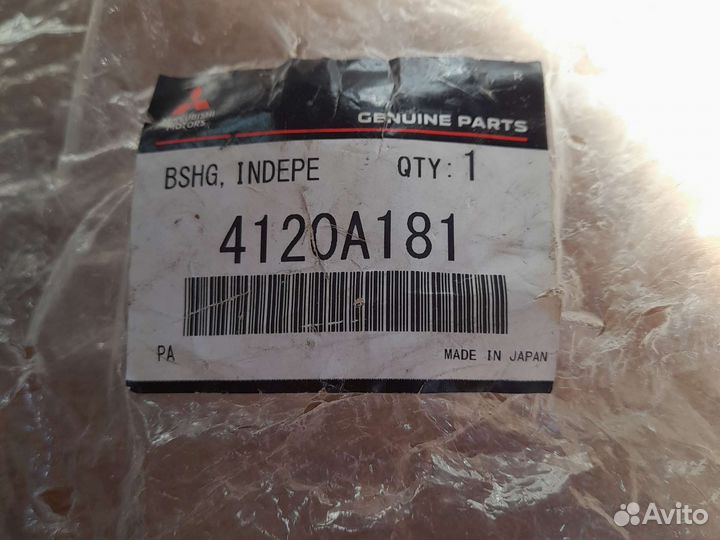 MITSUBISHI
MOTORS
GENUINE PARTS
BSHG, INDEPE QTY: 1
4120A181
PA MADE IN JAPAN
Avito